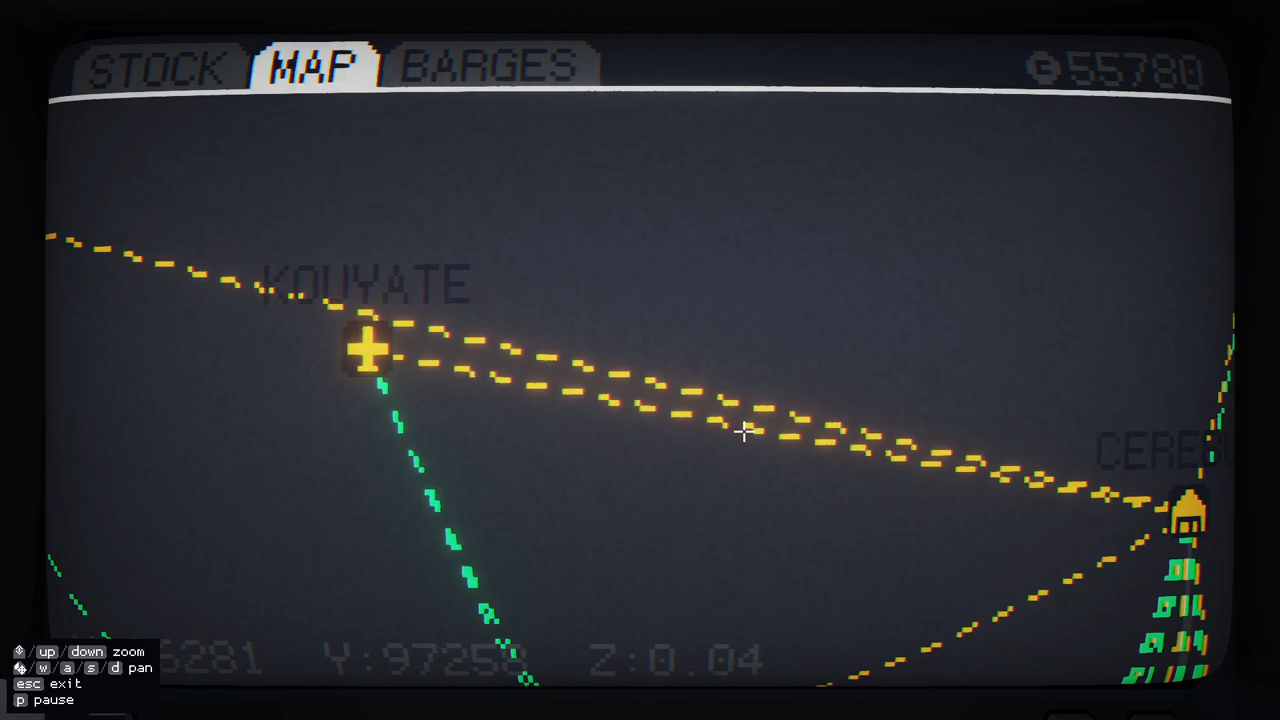 STOCK MAP BARGES 55780
KOUYATE
Y:97258 Z:0.04
/ up / down zoom
/ w / a / s / d pan
esc exit
p pause